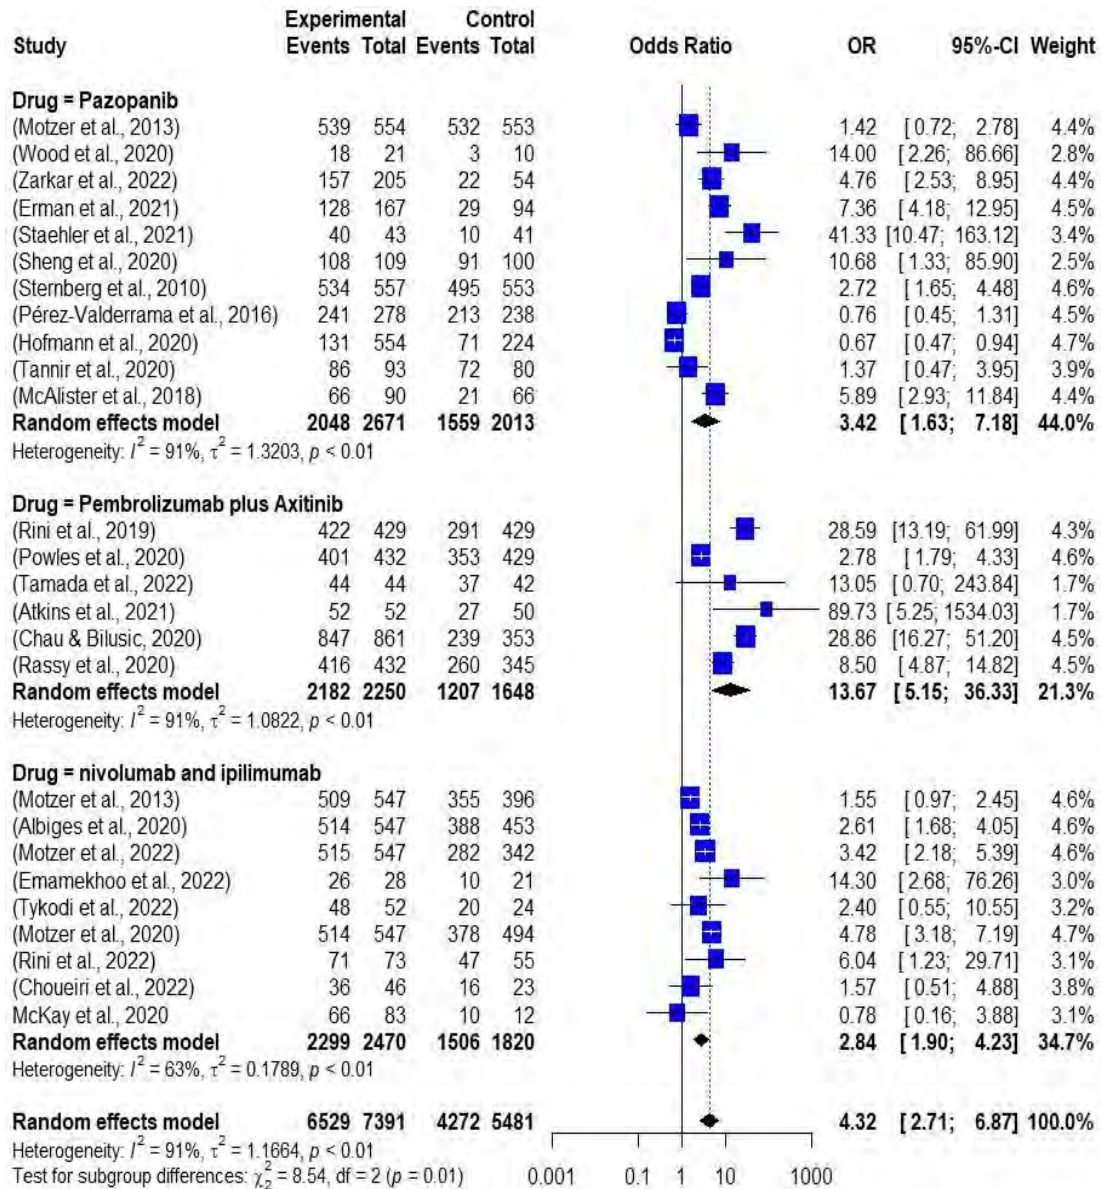 Experimental Control
Study Events Total Events Total Odds Ratio OR 95%-CI Weight
Drug = Pazopanib
(Motzer et al., 2013) 539 554 532 553 1.42 [0.72; 2.78] 4.4%
(Wood et al., 2020) 18 21 3 10 14.00 [2.26; 86.66] 2.8%
(Zarkar et al., 2022) 157 205 22 54 4.76 [2.53; 8.95] 4.4%
(Erman et al., 2021) 128 167 29 94 7.36 [4.18; 12.95] 4.5%
(Staehler et al., 2021) 40 43 10 41 41.33 [10.47; 163.12] 3.4%
(Sheng et al., 2020) 108 109 91 100 10.68 [1.33; 85.90] 2.5%
(Sternberg et al., 2010) 534 557 495 553 2.72 [1.65; 4.48] 4.6%
(Pérez-Valderrama et al., 2016) 241 278 213 238 0.76 [0.45; 1.31] 4.5%
(Hofmann et al., 2020) 131 554 71 224 0.67 [0.47; 0.94] 4.7%
(Tannir et al., 2020) 86 93 72 80 1.37 [0.47; 3.95] 3.9%
(McAlister et al., 2018) 66 90 21 66 5.89 [2.93; 11.84] 4.4%
Random effects model 2048 2671 1559 2013 3.42 [1.63; 7.18] 44.0%
Heterogeneity: I² = 91%, τ² = 1.3203, p < 0.01
Drug = Pembrolizumab plus Axitinib
(Rini et al., 2019) 422 429 291 429 28.59 [13.19; 61.99] 4.3%
(Powles et al., 2020) 401 432 353 429 2.78 [1.79; 4.33] 4.6%
(Tamada et al., 2022) 44 44 37 42 13.05 [0.70; 243.84] 1.7%
(Atkins et al., 2021) 52 52 27 50 89.73 [5.25; 1534.03] 1.7%
(Chau & Bilusic, 2020) 847 861 239 353 28.86 [16.27; 51.20] 4.5%
(Rassy et al., 2020) 416 432 260 345 8.50 [4.87; 14.82] 4.5%
Random effects model 2182 2250 1207 1648 13.67 [5.15; 36.33] 21.3%
Heterogeneity: I² = 91%, τ² = 1.0822, p < 0.01
Drug = nivolumab and ipilimumab
(Motzer et al., 2013) 509 547 355 396 1.55 [0.97; 2.45] 4.6%
(Albiges et al., 2020) 514 547 388 453 2.61 [1.68; 4.05] 4.6%
(Motzer et al., 2022) 515 547 282 342 3.42 [2.18; 5.39] 4.6%
(Emamekhoo et al., 2022) 26 28 10 21 14.30 [2.68; 76.26] 3.0%
(Tykodi et al., 2022) 48 52 20 24 2.40 [0.55; 10.55] 3.2%
(Motzer et al., 2020) 514 547 378 494 4.78 [3.18; 7.19] 4.7%
(Rini et al., 2022) 71 73 47 55 6.04 [1.23; 29.71] 3.1%
(Choueiri et al., 2022) 36 46 16 23 1.57 [0.51; 4.88] 3.8%
McKay et al., 2020 66 83 10 12 0.78 [0.16; 3.88] 3.1%
Random effects model 2299 2470 1506 1820 2.84 [1.90; 4.23] 34.7%
Heterogeneity: I² = 63%, τ² = 0.1789, p < 0.01
Random effects model 6529 7391 4272 5481 4.32 [2.71; 6.87] 100.0%
Heterogeneity: I² = 91%, τ² = 1.1664, p < 0.01
Test for subgroup differences: χ²₂ = 8.54, df = 2 (p = 0.01) 0.001 0.1 1 10 1000